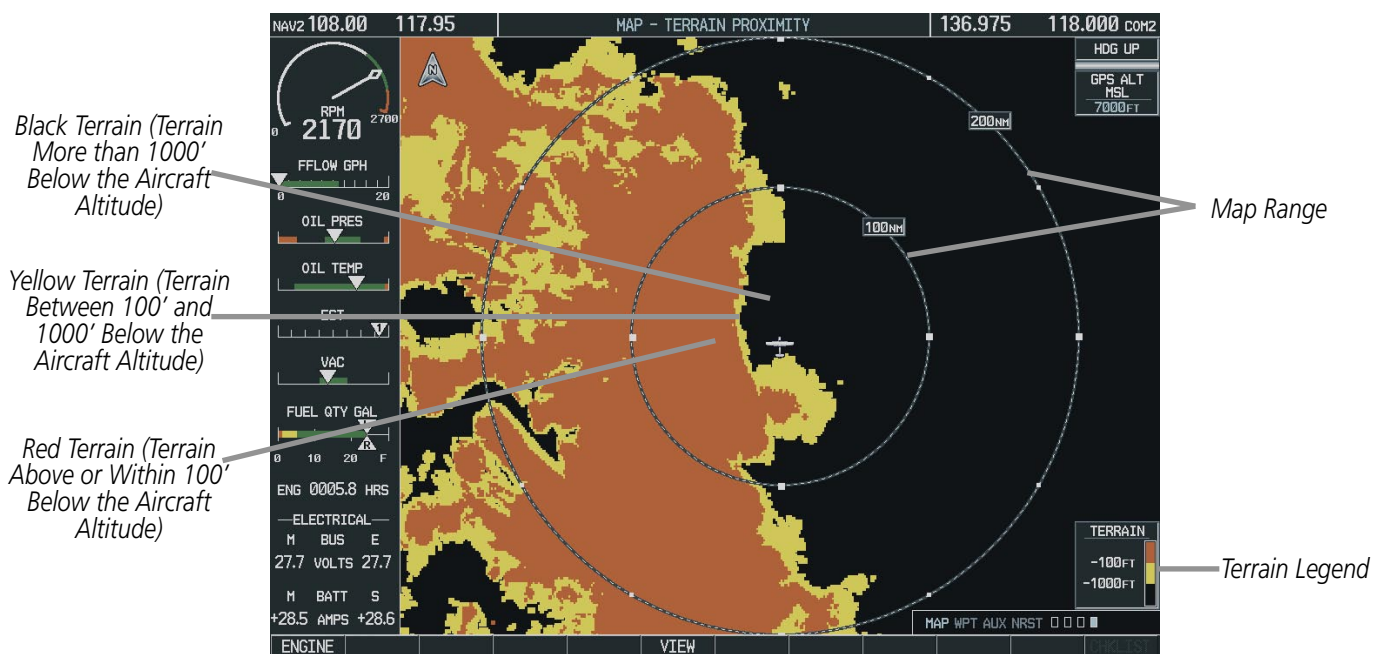 NAV2 108.00 117.95 MAP - TERRAIN PROXIMITY 136.975 118.000 COM2
HDG UP
GPS ALT
MSL
7000FT
N
RPM
2170
0
2700
FFLOW GPH
0 20
OIL PRES
OIL TEMP
EGT
VAC
FUEL QTY GAL
R
0 10 20 F
ENG 0005.8 HRS
ELECTRICAL
M BUS E
27.7 VOLTS 27.7
M BATT S
+28.5 AMPS +28.6
200NM
100NM
TERRAIN
-100FT
-1000FT
MAP WPT AUX NRST
ENGINE VIEW CHKLIST
Black Terrain (Terrain
More than 1000’
Below the Aircraft
Altitude)
Yellow Terrain (Terrain
Between 100’ and
1000’ Below the
Aircraft Altitude)
Red Terrain (Terrain
Above or Within 100’
Below the Aircraft
Altitude)
Map Range
Terrain Legend